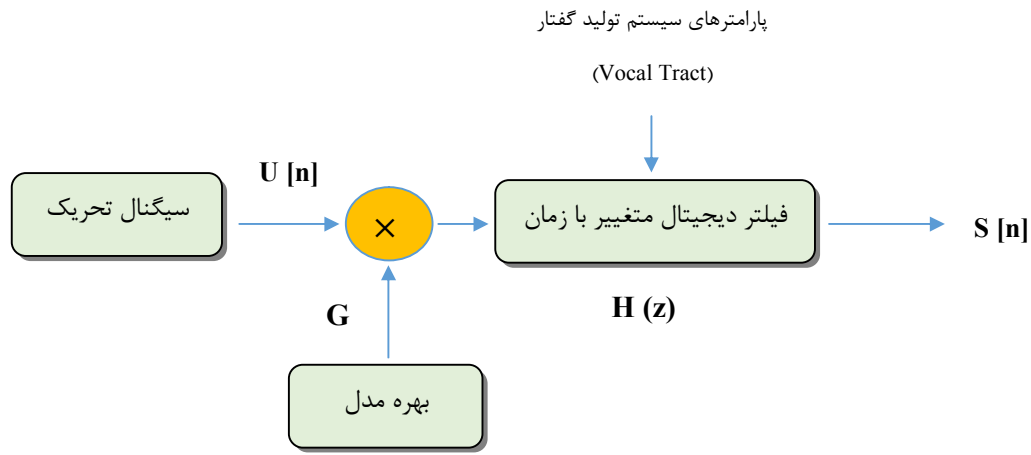 پارامترهای سیستم تولید گفتار
(Vocal Tract)
U [n]
سیگنال تحریک
×
فیلتر دیجیتال متغییر با زمان
S [n]
G
H (z)
بهره مدل